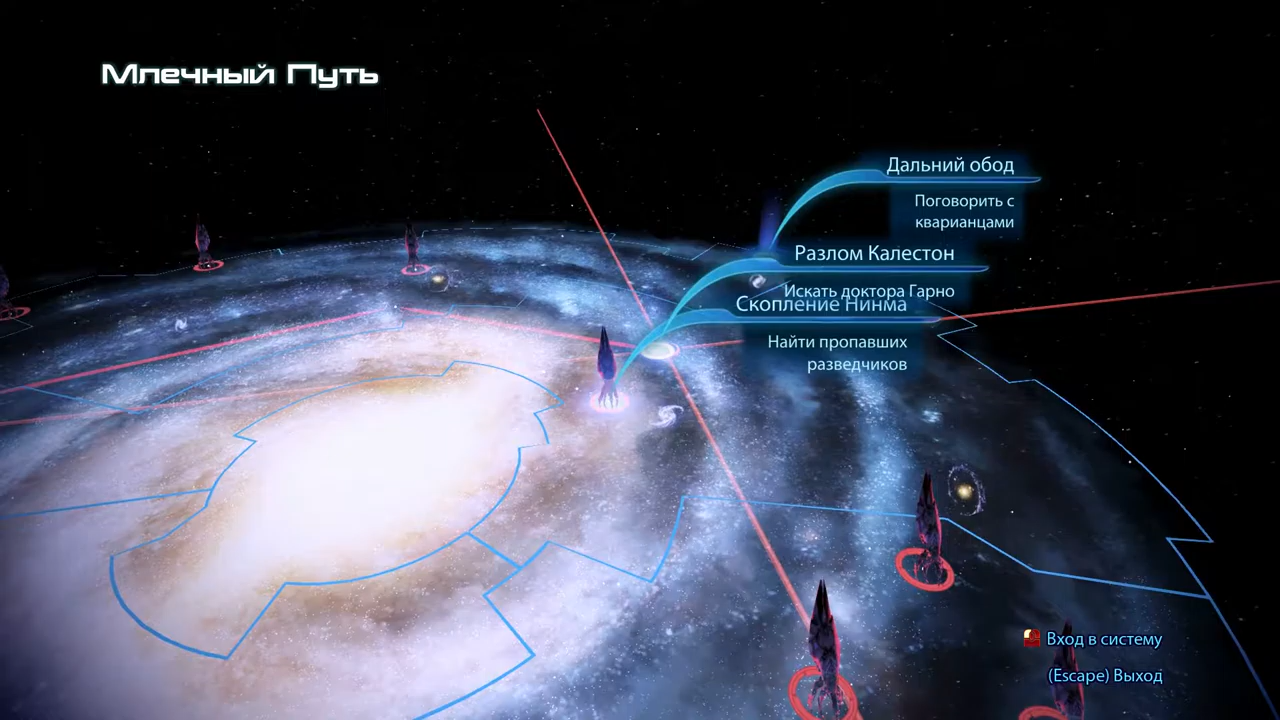 Млечный Путь
Дальний обод
Поговорить с
кварианцами
Разлом Калестон
Искать доктора Гарно
Скопление Нинма
Найти пропавших
разведчиков
Вход в систему
(Escape) Выход